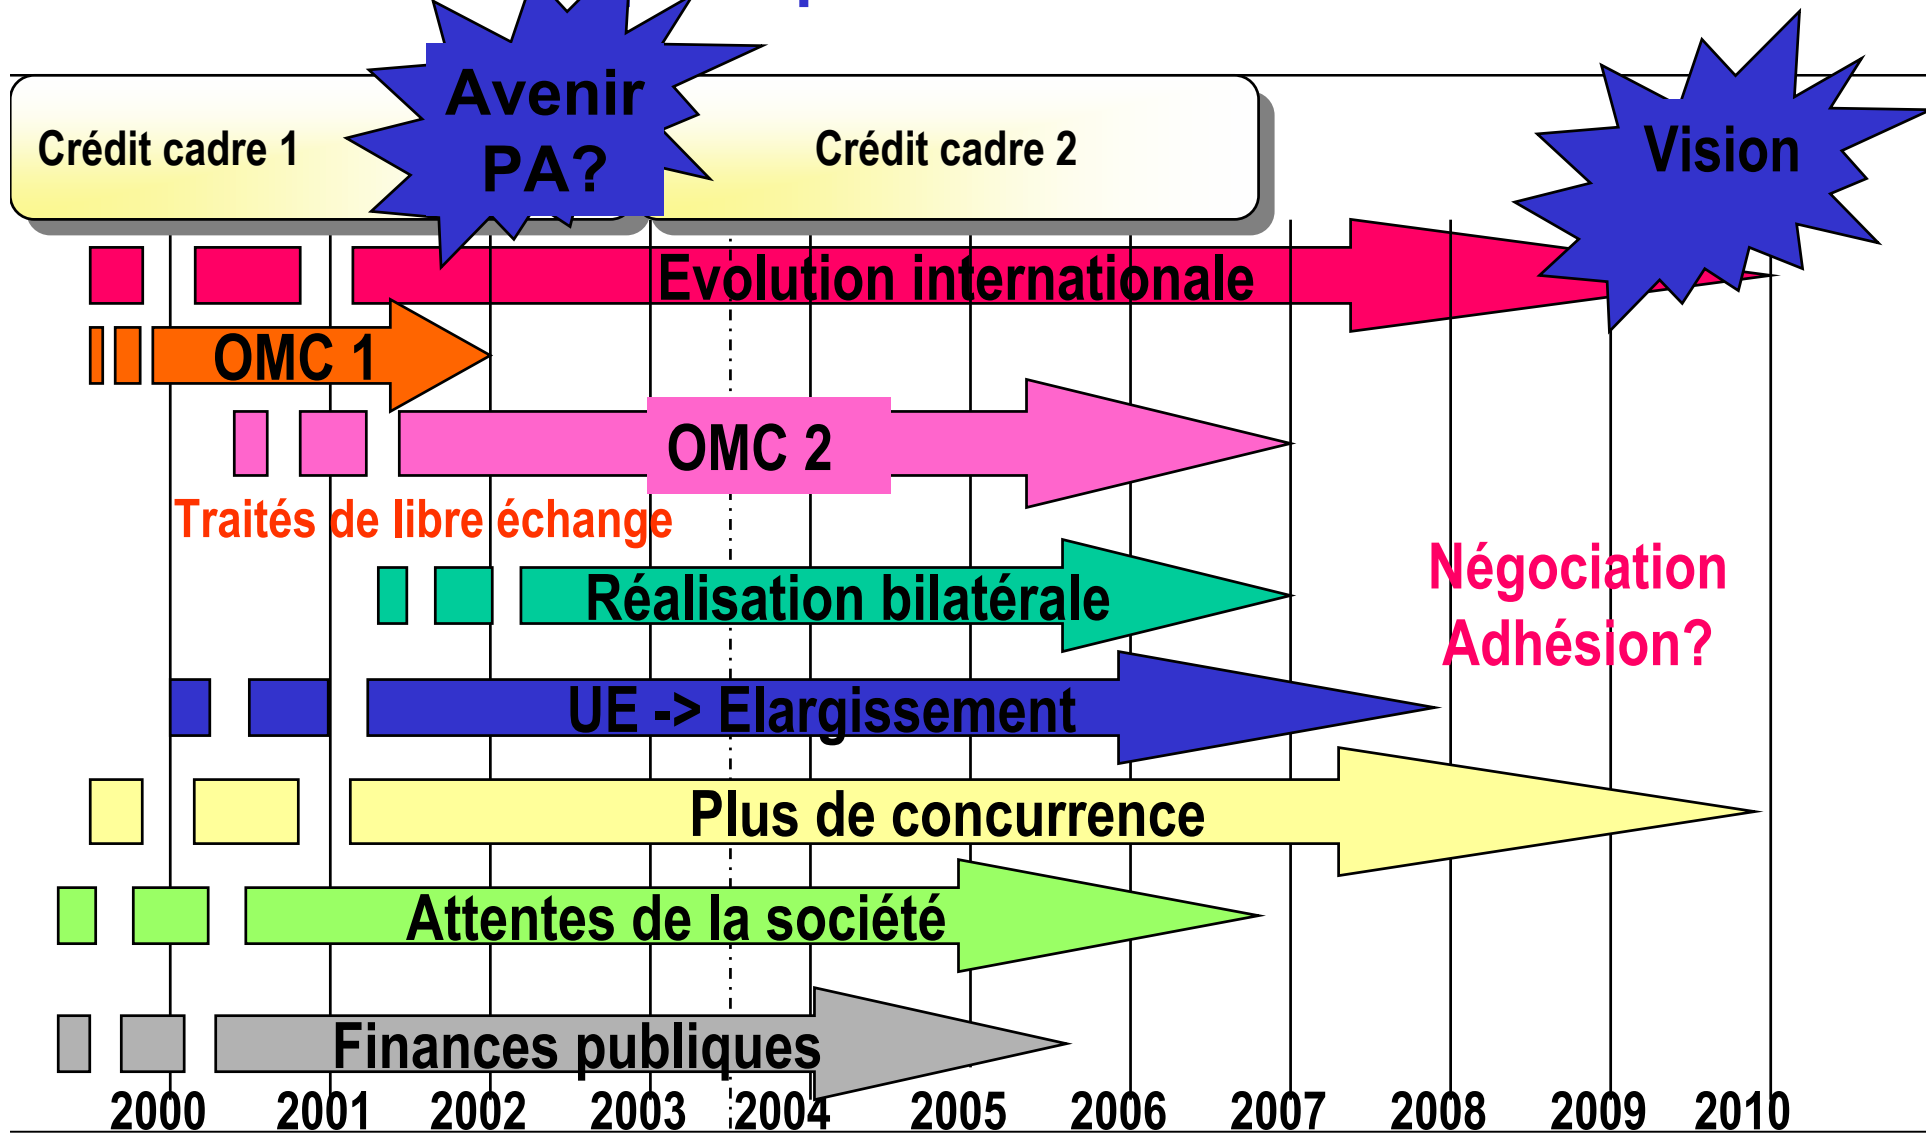 Avenir
PA?
Crédit cadre 1
Crédit cadre 2
Vision
Evolution internationale
OMC 1
OMC 2
Traités de libre échange
Réalisation bilatérale
Négociation
Adhésion?
UE -> Elargissement
Plus de concurrence
Attentes de la société
Finances publiques
2000 2001 2002 2003 2004 2005 2006 2007 2008 2009 2010